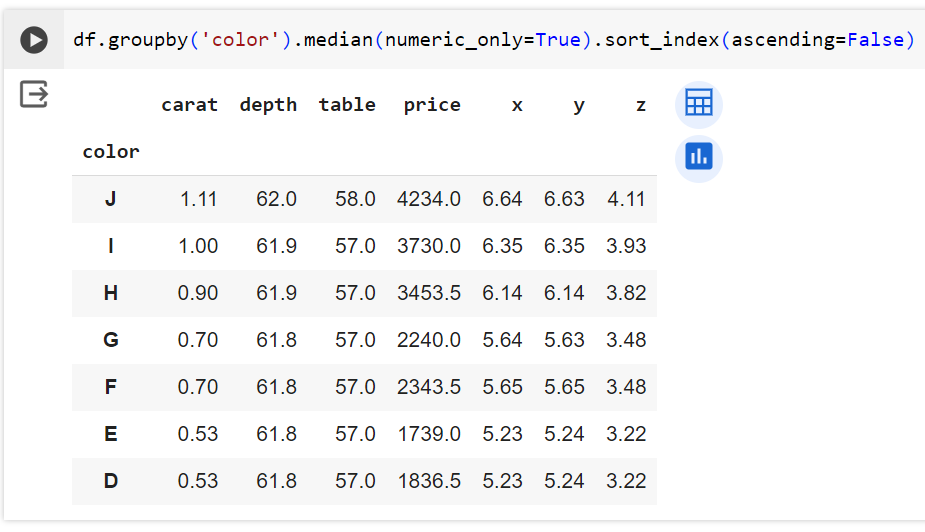 df.groupby('color').median(numeric_only=True).sort_index(ascending=False)
carat depth table price x y z
color
J 1.11 62.0 58.0 4234.0 6.64 6.63 4.11
I 1.00 61.9 57.0 3730.0 6.35 6.35 3.93
H 0.90 61.9 57.0 3453.5 6.14 6.14 3.82
G 0.70 61.8 57.0 2240.0 5.64 5.63 3.48
F 0.70 61.8 57.0 2343.5 5.65 5.65 3.48
E 0.53 61.8 57.0 1739.0 5.23 5.24 3.22
D 0.53 61.8 57.0 1836.5 5.23 5.24 3.22